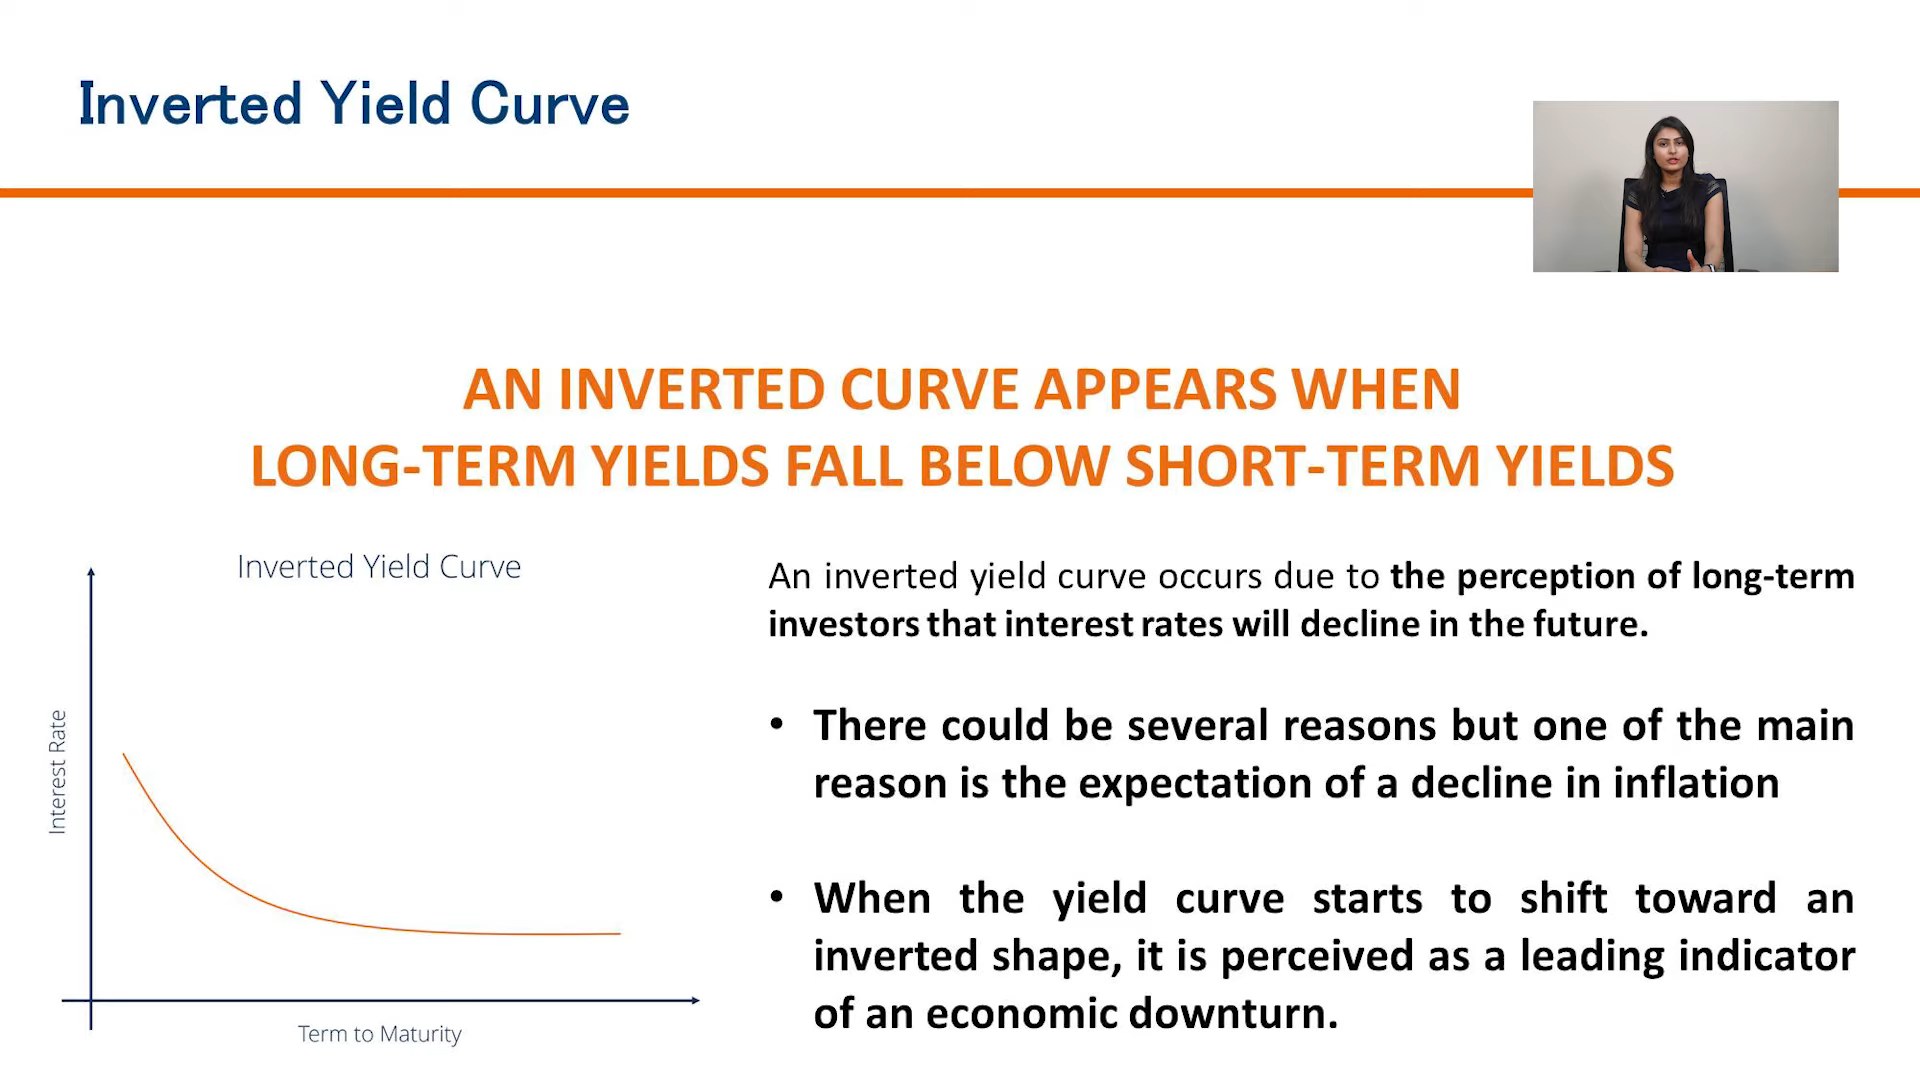 Inverted Yield Curve
AN INVERTED CURVE APPEARS WHEN
LONG-TERM YIELDS FALL BELOW SHORT-TERM YIELDS
Inverted Yield Curve
Interest Rate
Term to Maturity
An inverted yield curve occurs due to the perception of long-term
investors that interest rates will decline in the future.
• There could be several reasons but one of the main
reason is the expectation of a decline in inflation
• When the yield curve starts to shift toward an
inverted shape, it is perceived as a leading indicator
of an economic downturn.